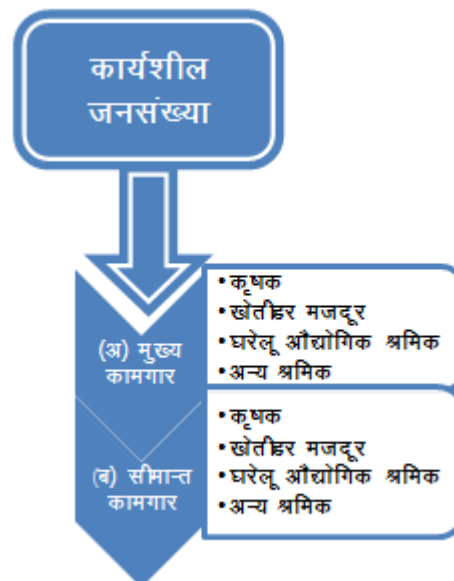 कार्यशील
जनसंख्या
(अ) मुख्य
कामगार
• कृषक
• खेतीहर मजदूर
• घरेलू औद्योगिक श्रमिक
• अन्य श्रमिक
(ब) सीमान्त
कामगार
• कृषक
• खेतीहर मजदूर
• घरेलू औद्योगिक श्रमिक
• अन्य श्रमिक